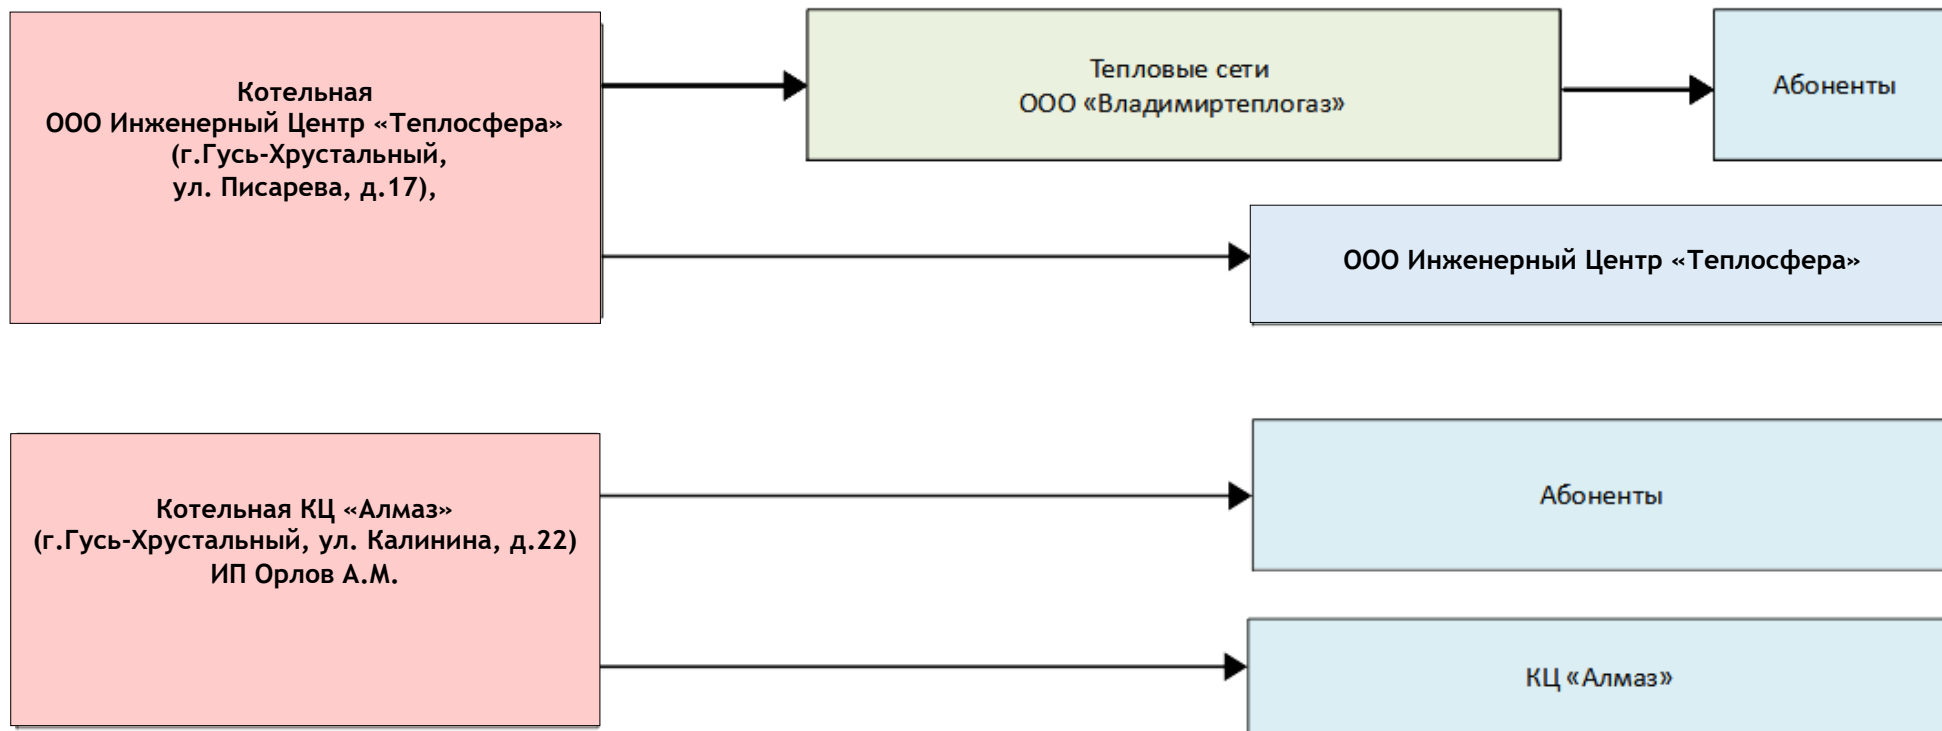 Котельная
ООО Инженерный Центр «Теплосфера»
(г.Гусь-Хрустальный,
ул. Писарева, д.17),
Тепловые сети
ООО «Владимиртеплогаз»
Абоненты
ООО Инженерный Центр «Теплосфера»
Котельная КЦ «Алмаз»
(г.Гусь-Хрустальный, ул. Калинина, д.22)
ИП Орлов А.М.
Абоненты
КЦ «Алмаз»